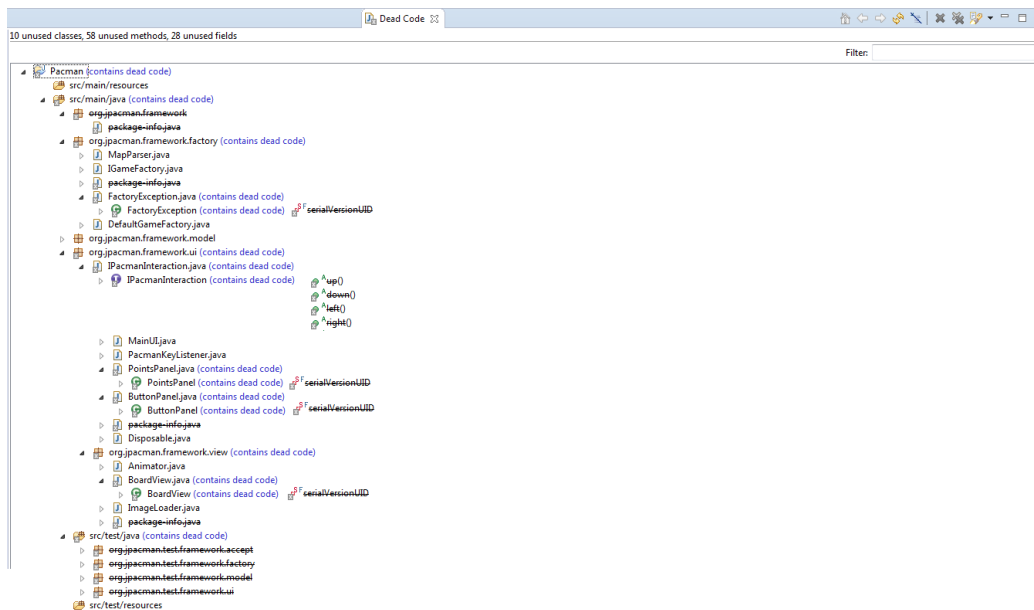 Dead Code
10 unused classes, 58 unused methods, 28 unused fields
Filter:
Pacman (contains dead code)
src/main/resources
src/main/java (contains dead code)
org.jpacman.framework
package-info.java
org.jpacman.framework.factory (contains dead code)
MapParser.java
IGameFactory.java
package-info.java
FactoryException.java (contains dead code)
FactoryException (contains dead code) S F serialVersionUID
DefaultGameFactory.java
org.jpacman.framework.model
org.jpacman.framework.ui (contains dead code)
IPacmanInteraction.java (contains dead code)
IPacmanInteraction (contains dead code) A up()
A down()
A left()
A right()
MainUI.java
PacmanKeyListener.java
PointsPanel.java (contains dead code)
PointsPanel (contains dead code) S F serialVersionUID
ButtonPanel.java (contains dead code)
ButtonPanel (contains dead code) S F serialVersionUID
package-info.java
Disposable.java
org.jpacman.framework.view (contains dead code)
Animator.java
BoardView.java (contains dead code)
BoardView (contains dead code) S F serialVersionUID
ImageLoader.java
package-info.java
src/test/java (contains dead code)
org.jpacman.test.framework.accept
org.jpacman.test.framework.factory
org.jpacman.test.framework.model
org.jpacman.test.framework.ui
src/test/resources